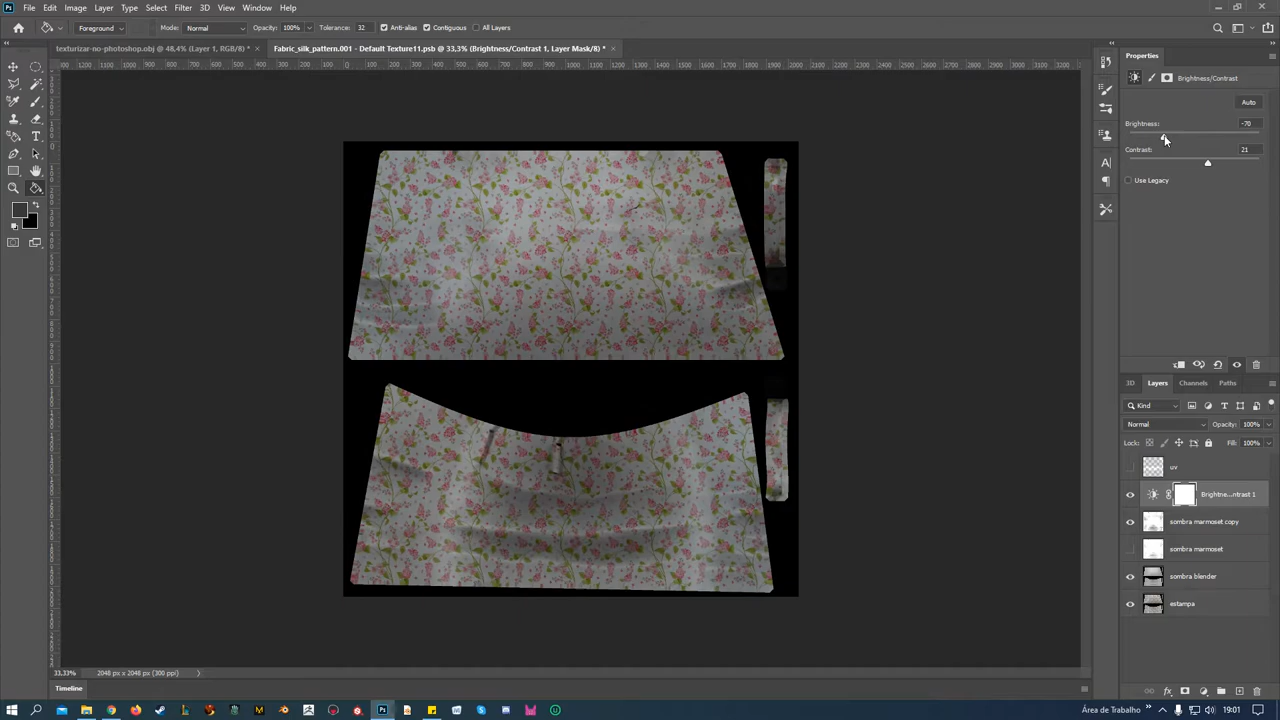 File Edit Image Layer Type Select Filter 3D View Window Help
Foreground Mode: Normal Opacity: 100% Tolerance: 32 Anti-alias Contiguous All Layers
texturizar-no-photoshop.obj @ 48,4% (Layer 1, RGB/8) * Fabric_silk_pattern.001 - Default Texture11.psb @ 33,3% (Brightness/Contrast 1, Layer Mask/8) *
Properties
Brightness/Contrast
Auto
Brightness: -70
Contrast: 21
Use Legacy
3D Layers Channels Paths
Kind
Normal Opacity: 100%
Lock: Fill: 100%
uv
Brightne...ntrast 1
sombra marmoset copy
sombra marmoset
sombra blender
estampa
33.33% 2048 px x 2048 px (300 ppi)
Timeline
Área de Trabalho 19:01